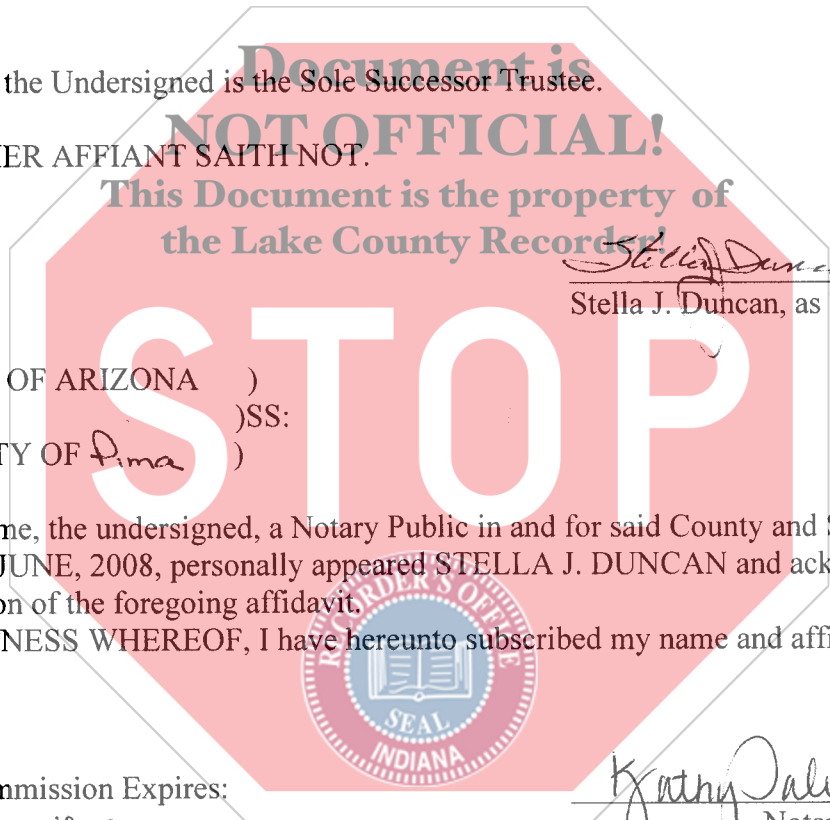 the Undersigned is the Sole Successor Trustee.
ER AFFIANT SAITH NOT.
Document is
NOT OFFICIAL!
This Document is the property of
the Lake County Recorder!
STOP
Stella J. Duncan, as
OF ARIZONA )
)SS:
TY OF Pima )
me, the undersigned, a Notary Public in and for said County and S
JUNE, 2008, personally appeared STELLA J. DUNCAN and ack
on of the foregoing affidavit.
NESS WHEREOF, I have hereunto subscribed my name and affi
RECORDER'S OFFICE
SEAL
INDIANA
mmission Expires:
Kathy
Nota